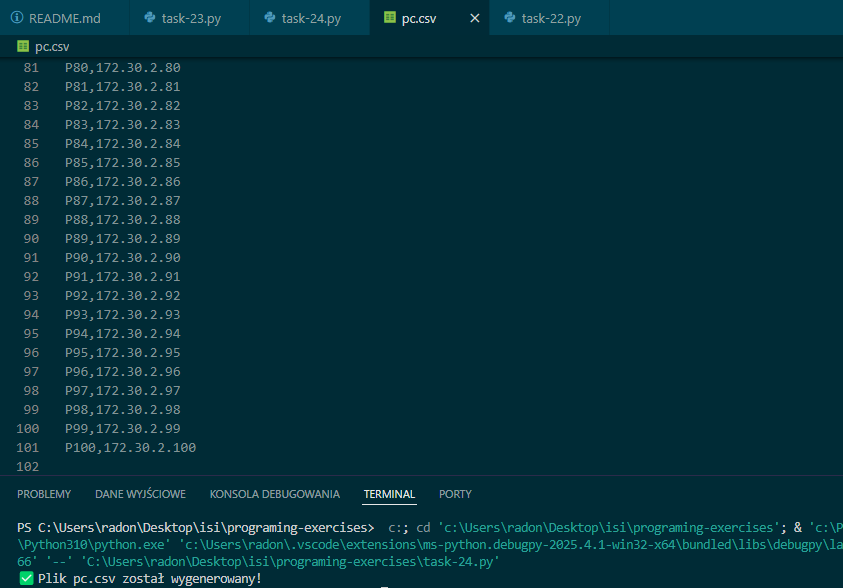 README.md task-23.py task-24.py pc.csv task-22.py
pc.csv
81 P80,172.30.2.80
82 P81,172.30.2.81
83 P82,172.30.2.82
84 P83,172.30.2.83
85 P84,172.30.2.84
86 P85,172.30.2.85
87 P86,172.30.2.86
88 P87,172.30.2.87
89 P88,172.30.2.88
90 P89,172.30.2.89
91 P90,172.30.2.90
92 P91,172.30.2.91
93 P92,172.30.2.92
94 P93,172.30.2.93
95 P94,172.30.2.94
96 P95,172.30.2.95
97 P96,172.30.2.96
98 P97,172.30.2.97
99 P98,172.30.2.98
100 P99,172.30.2.99
101 P100,172.30.2.100
102
PROBLEMY DANE WYJŚCIOWE KONSOLA DEBUGOWANIA TERMINAL PORTY
PS C:\Users\radon\Desktop\isi\programing-exercises> c:; cd 'c:\Users\radon\Desktop\isi\programing-exercises'; & 'c:\P
\Python310\python.exe' 'c:\Users\radon\.vscode\extensions\ms-python.debugpy-2025.4.1-win32-x64\bundled\libs\debugpy\la
66' '--' 'C:\Users\radon\Desktop\isi\programing-exercises\task-24.py'
✅ Plik pc.csv został wygenerowany!